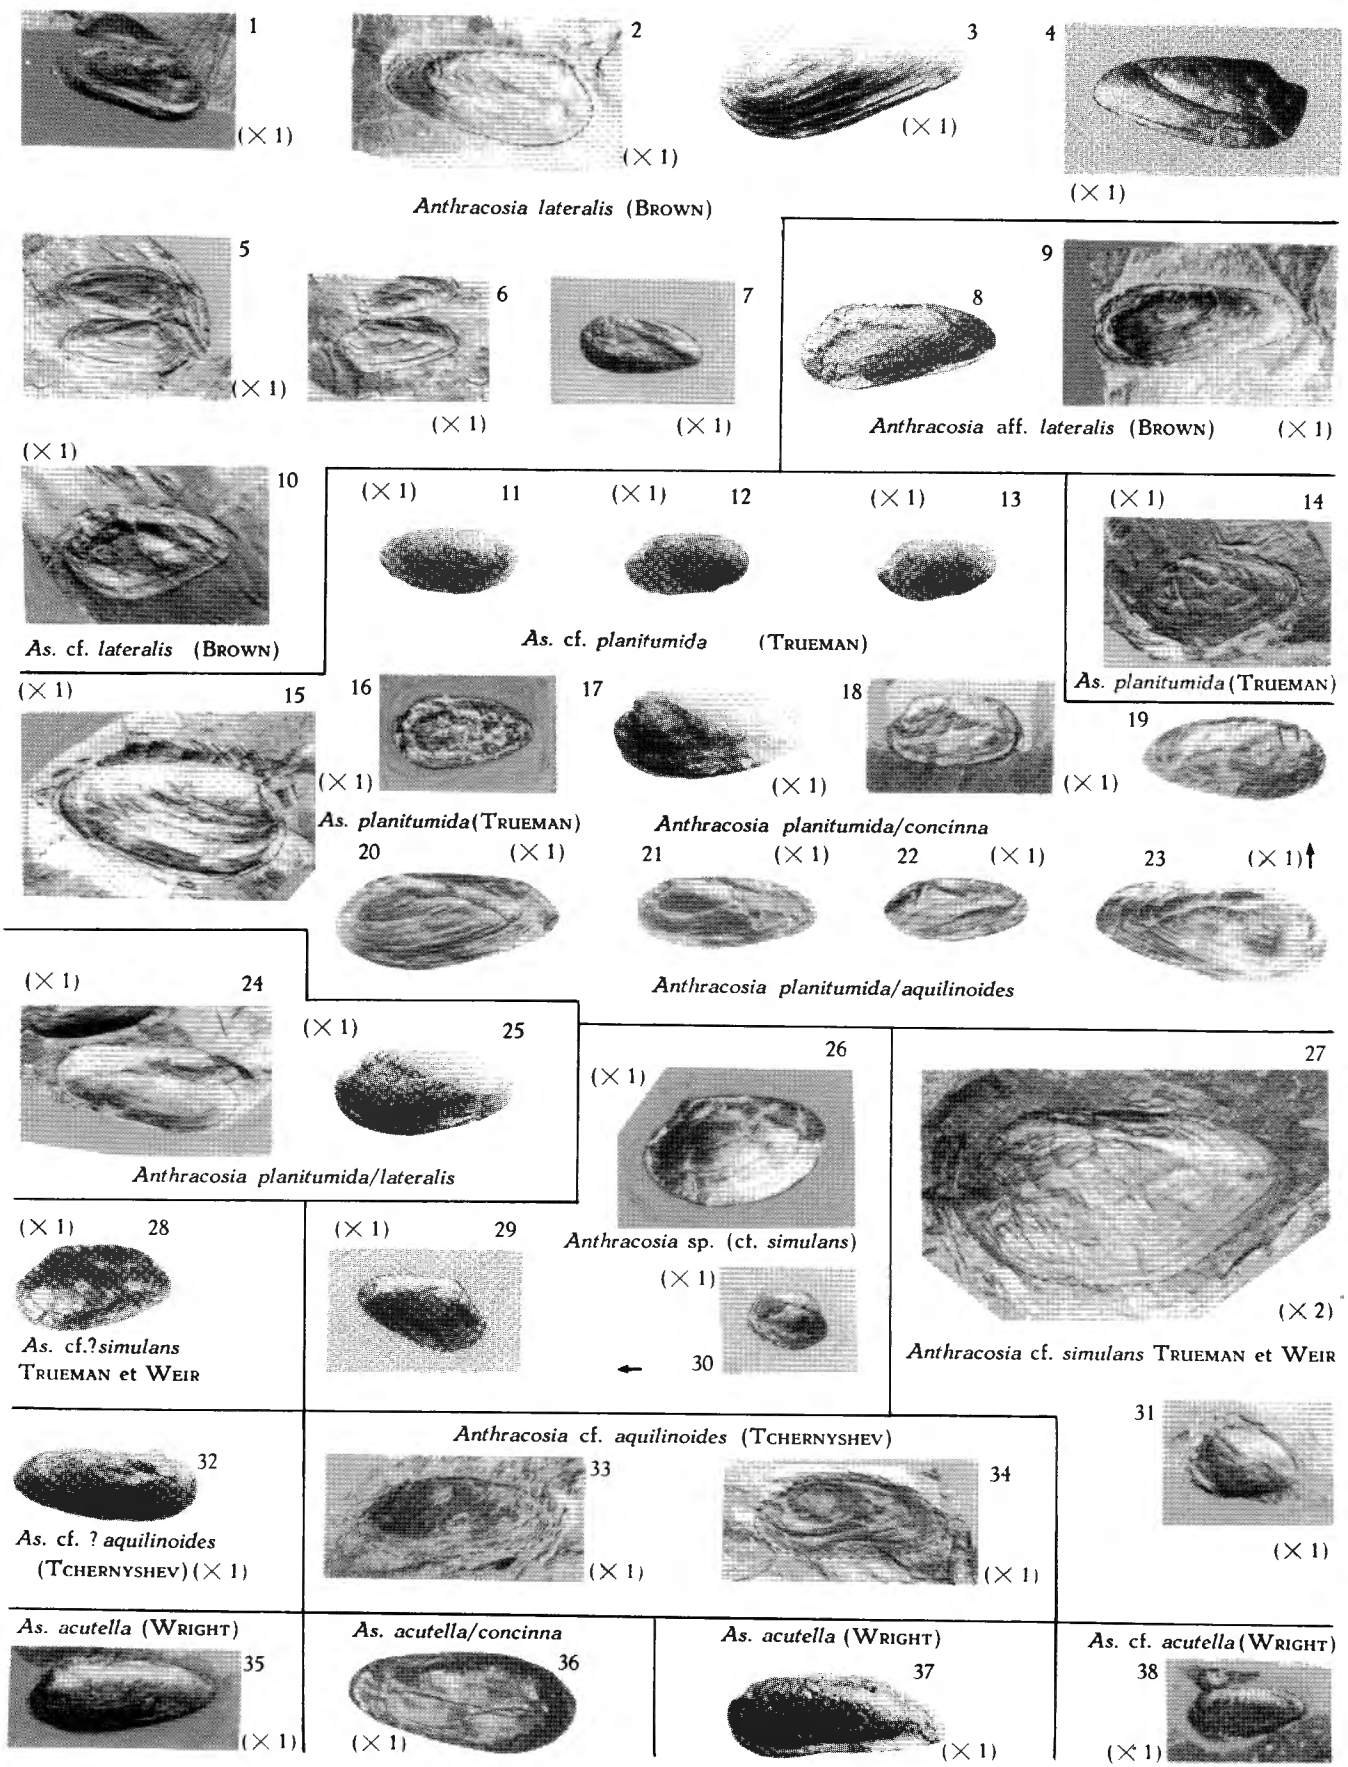 1
2
3
4
(× 1)
(× 1)
(× 1)
(× 1)
Anthracosia lateralis (BROWN)
5
6
7
8
9
(× 1)
(× 1)
(× 1)
Anthracosia aff. lateralis (BROWN) (× 1)
(× 1)
10
(× 1) 11
(× 1) 12
(× 1) 13
(× 1) 14
As. cf. lateralis (BROWN)
As. cf. planitumida (TRUEMAN)
As. planitumida (TRUEMAN)
(× 1) 15
16
17
18
19
(× 1)
(× 1)
(× 1)
As. planitumida (TRUEMAN)
Anthracosia planitumida/concinna
20 (× 1)
21 (× 1)
22 (× 1)
23 (× 1)
Anthracosia planitumida/aquilinoides
(× 1) 24
(× 1) 25
26
(× 1)
27
Anthracosia planitumida/lateralis
(× 1) 28
(× 1) 29
Anthracosia sp. (cf. simulans)
(× 1)
30
(× 2)
As. cf.?simulans
TRUEMAN et WEIR
Anthracosia cf. simulans TRUEMAN et WEIR
31
(× 1)
Anthracosia cf. aquilinoides (TCHERNYSHEV)
32
33
34
As. cf. ? aquilinoides
(TCHERNYSHEV) (× 1)
(× 1)
(× 1)
As. acutella (WRIGHT)
As. acutella/concinna
As. acutella (WRIGHT)
As. cf. acutella (WRIGHT)
35
36
37
38
(× 1)
(× 1)
(× 1)
(× 1)